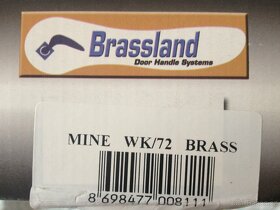 Brassland
Door Handle Systems
MINE WK/72 BRASS
8 698477 008111